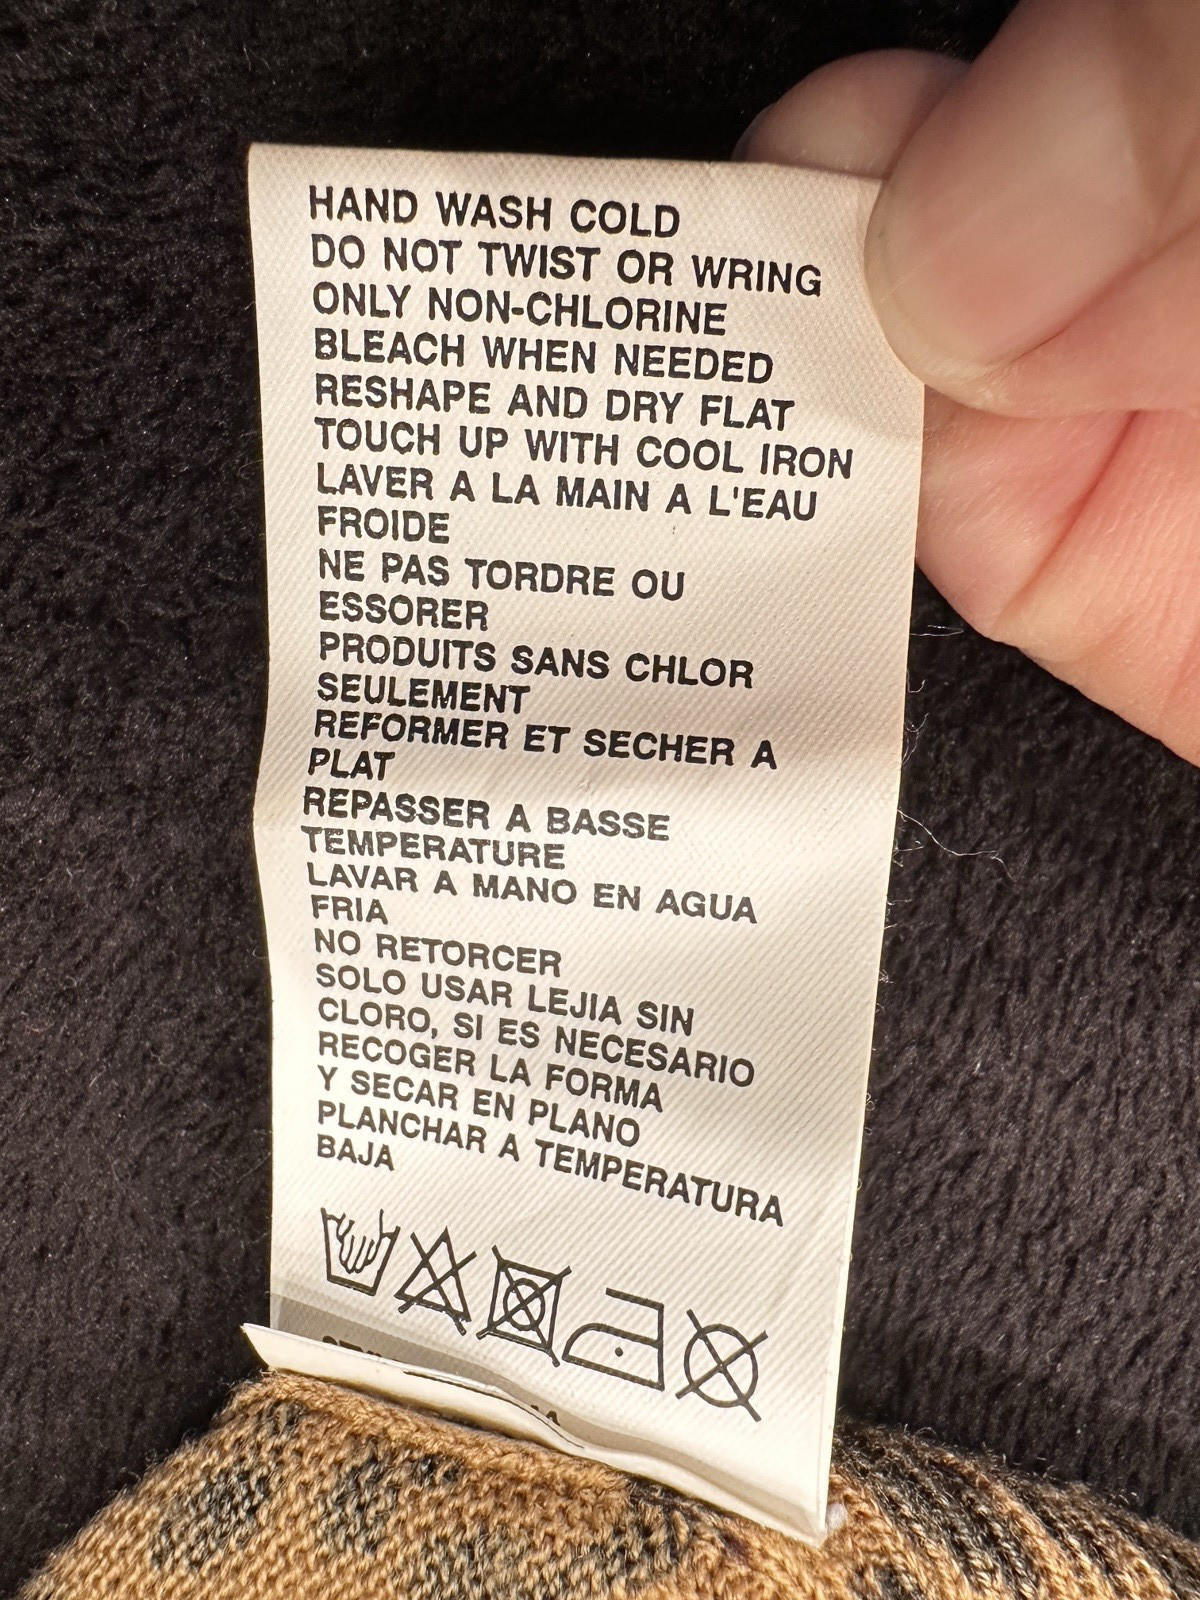 HAND WASH COLD
DO NOT TWIST OR WRING
ONLY NON-CHLORINE
BLEACH WHEN NEEDED
RESHAPE AND DRY FLAT
TOUCH UP WITH COOL IRON
LAVER A LA MAIN A L'EAU
FROIDE
NE PAS TORDRE OU
ESSORER
PRODUITS SANS CHLOR
SEULEMENT
REFORMER ET SECHER A
PLAT
REPASSER A BASSE
TEMPERATURE
LAVAR A MANO EN AGUA
FRIA
NO RETORCER
SOLO USAR LEJIA SIN
CLORO, SI ES NECESARIO
RECOGER LA FORMA
Y SECAR EN PLANO
PLANCHAR A TEMPERATURA
BAJA